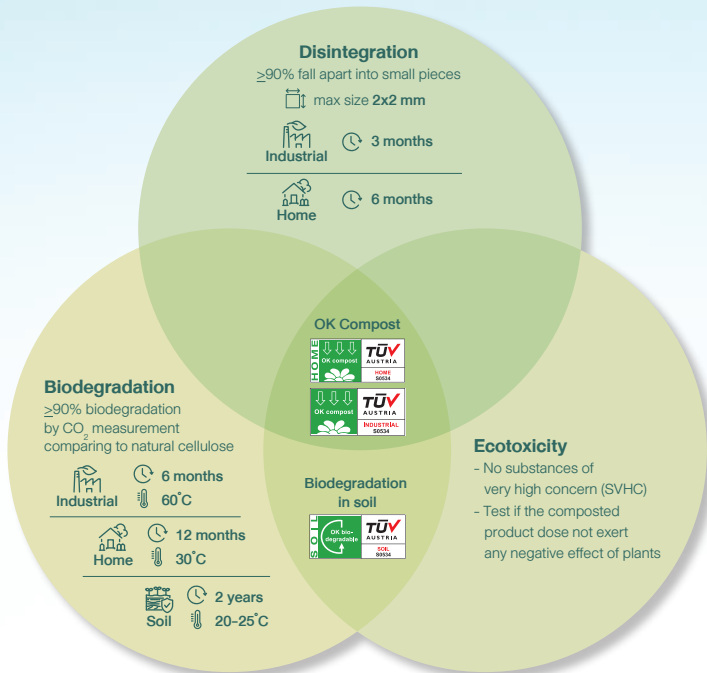 Disintegration
≥90% fall apart into small pieces
max size 2x2 mm
Industrial
3 months
Home
6 months
OK Compost
HOME
OK compost
TÜV
AUSTRIA
HOME
S0534
OK compost
TÜV
AUSTRIA
INDUSTRIAL
S0534
Biodegradation
≥90% biodegradation
by CO₂ measurement
comparing to natural cellulose
Industrial
6 months
60°C
Home
12 months
30°C
Soil
2 years
20-25°C
Biodegradation
in soil
SOIL
OK bio-
degradable
TÜV
AUSTRIA
SOIL
S0534
Ecotoxicity
- No substances of
very high concern (SVHC)
- Test if the composted
product dose not exert
any negative effect of plants